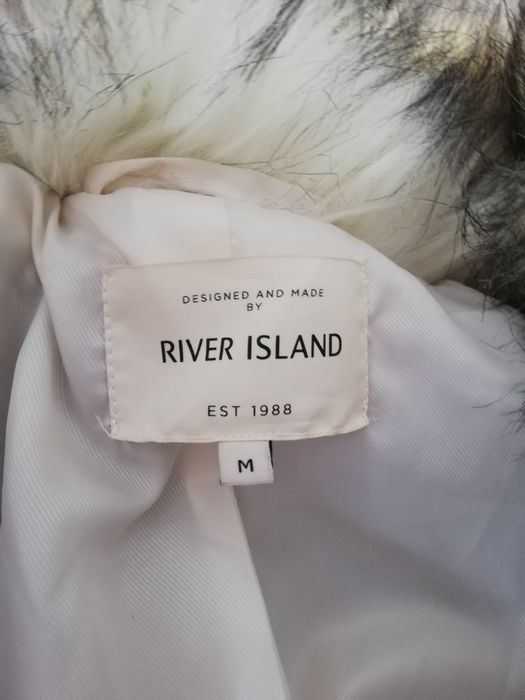 DESIGNED AND MADE
BY
RIVER ISLAND
EST 1988
M